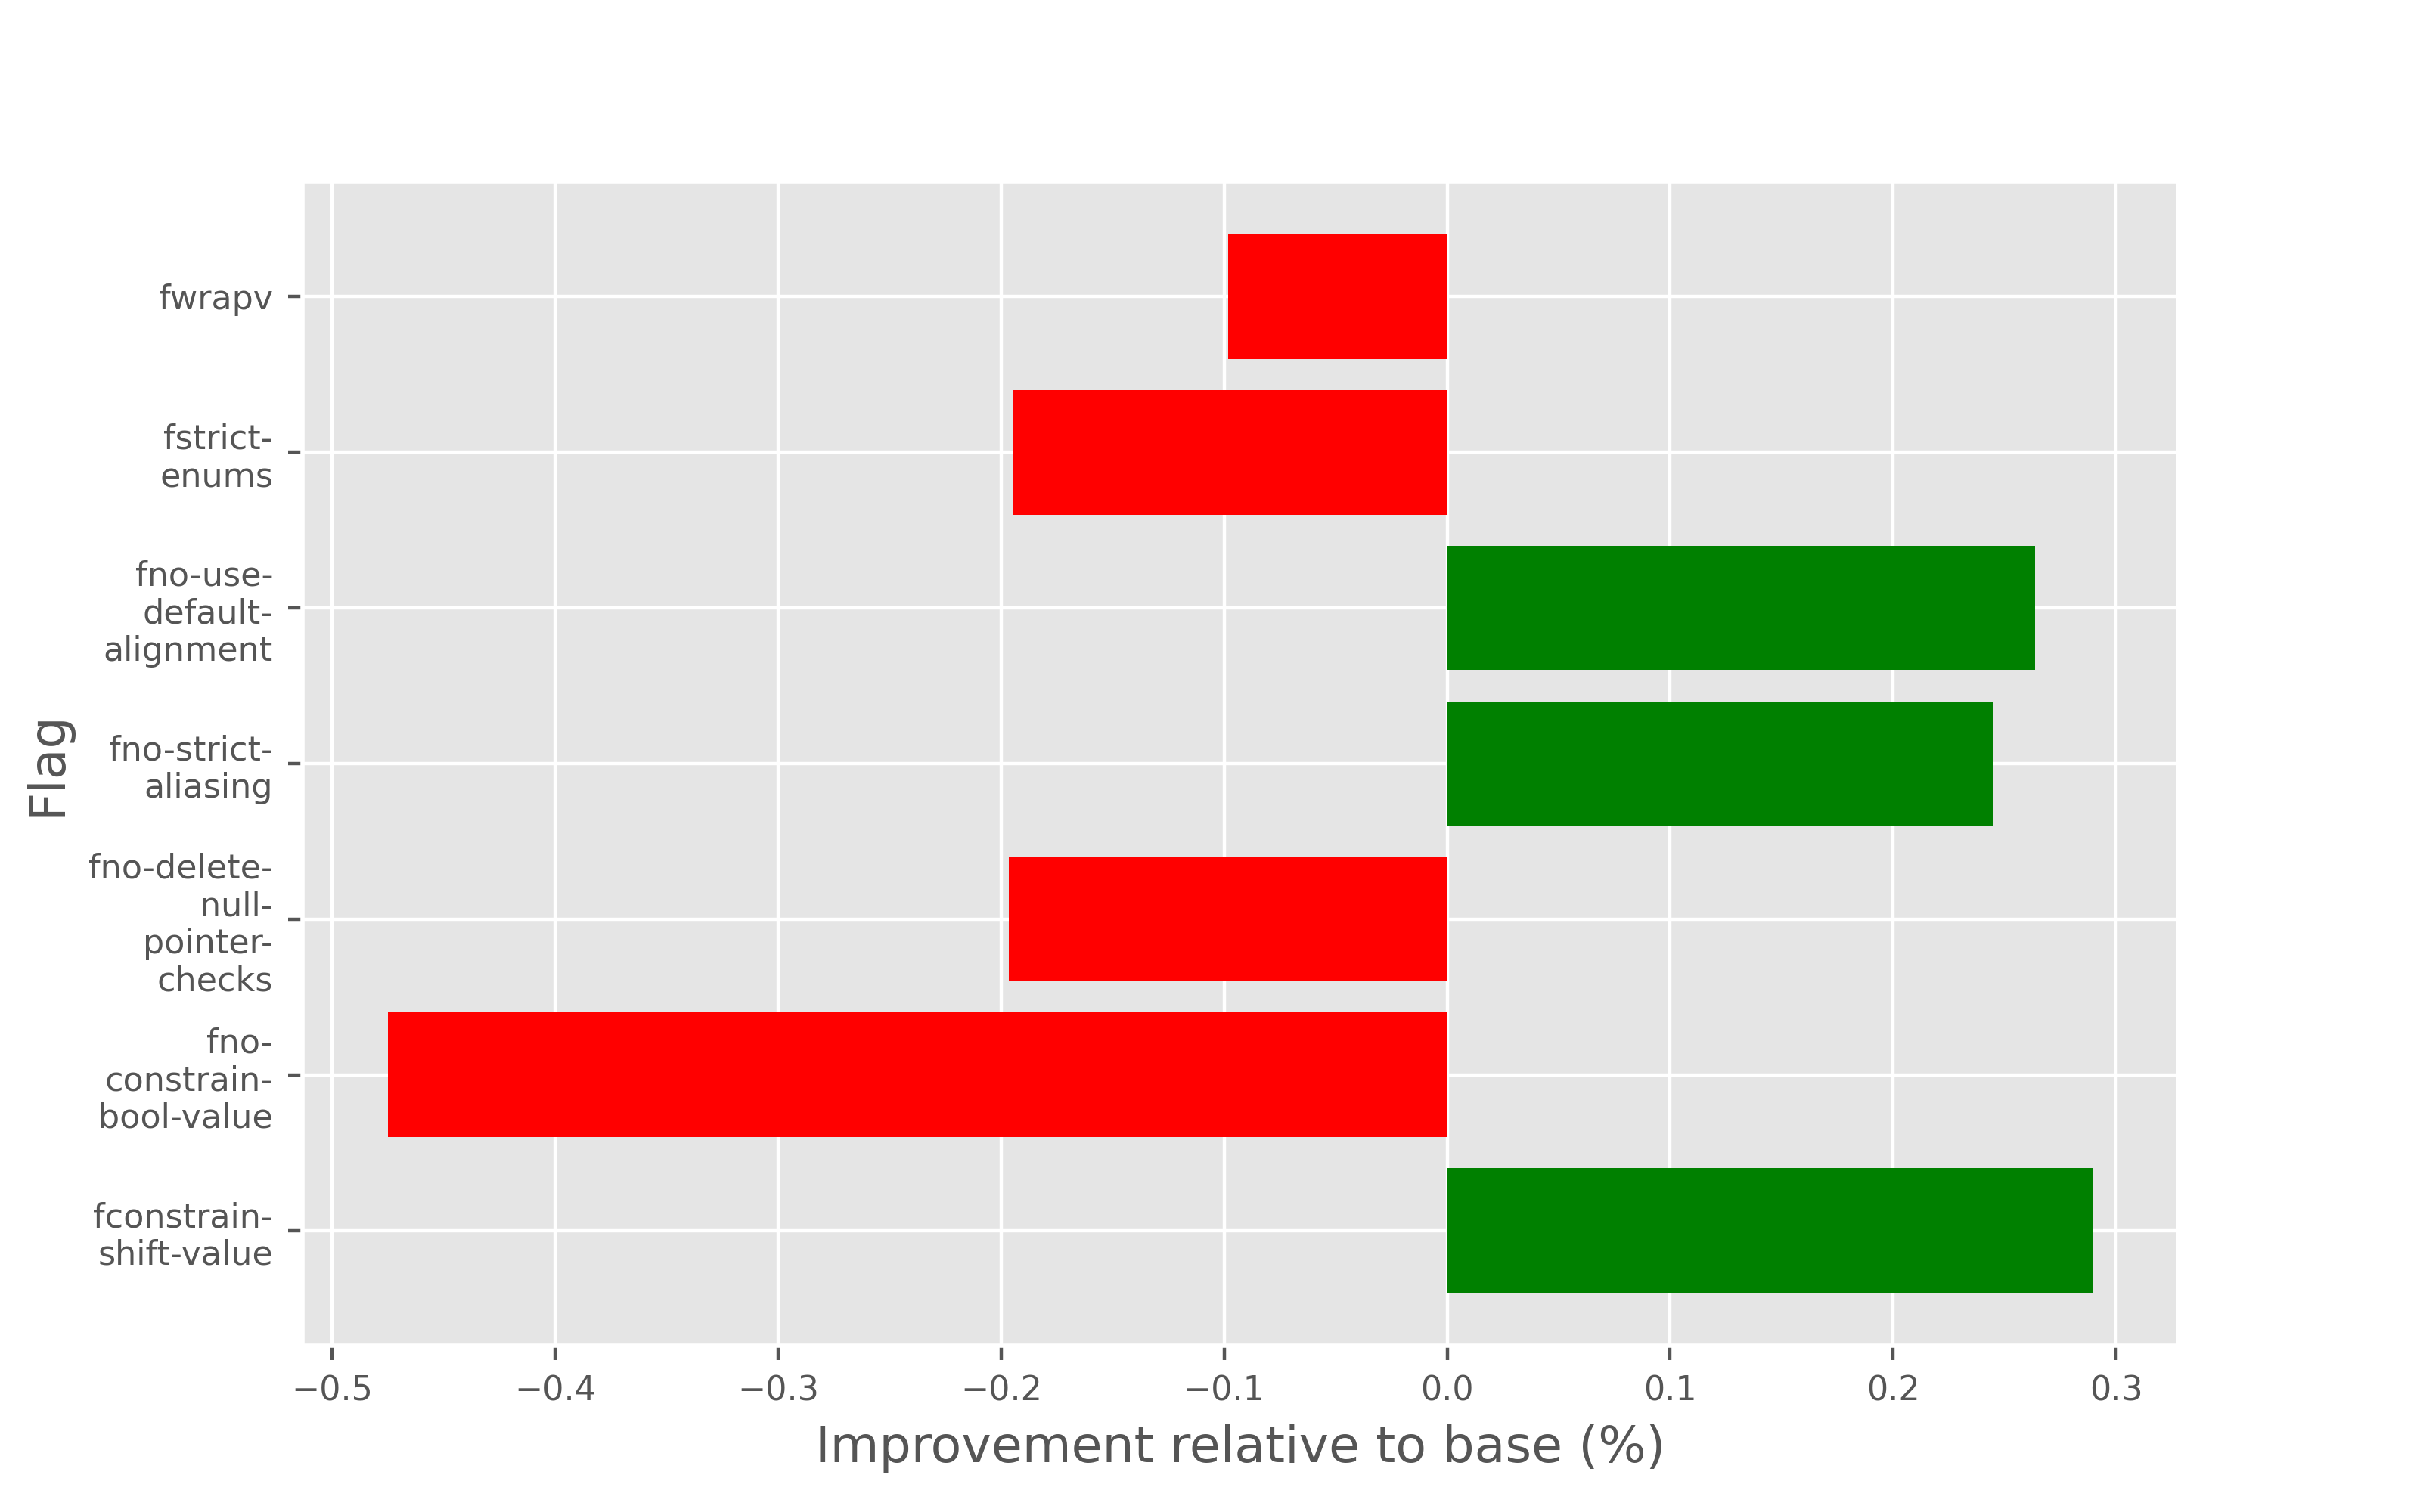 fwrapv
fstrict-
enums
fno-use-
default-
alignment
fno-strict-
aliasing
fno-delete-
null-
pointer-
checks
fno-
constrain-
bool-value
fconstrain-
shift-value
Flag
−0.5 −0.4 −0.3 −0.2 −0.1 0.0 0.1 0.2 0.3
Improvement relative to base (%)